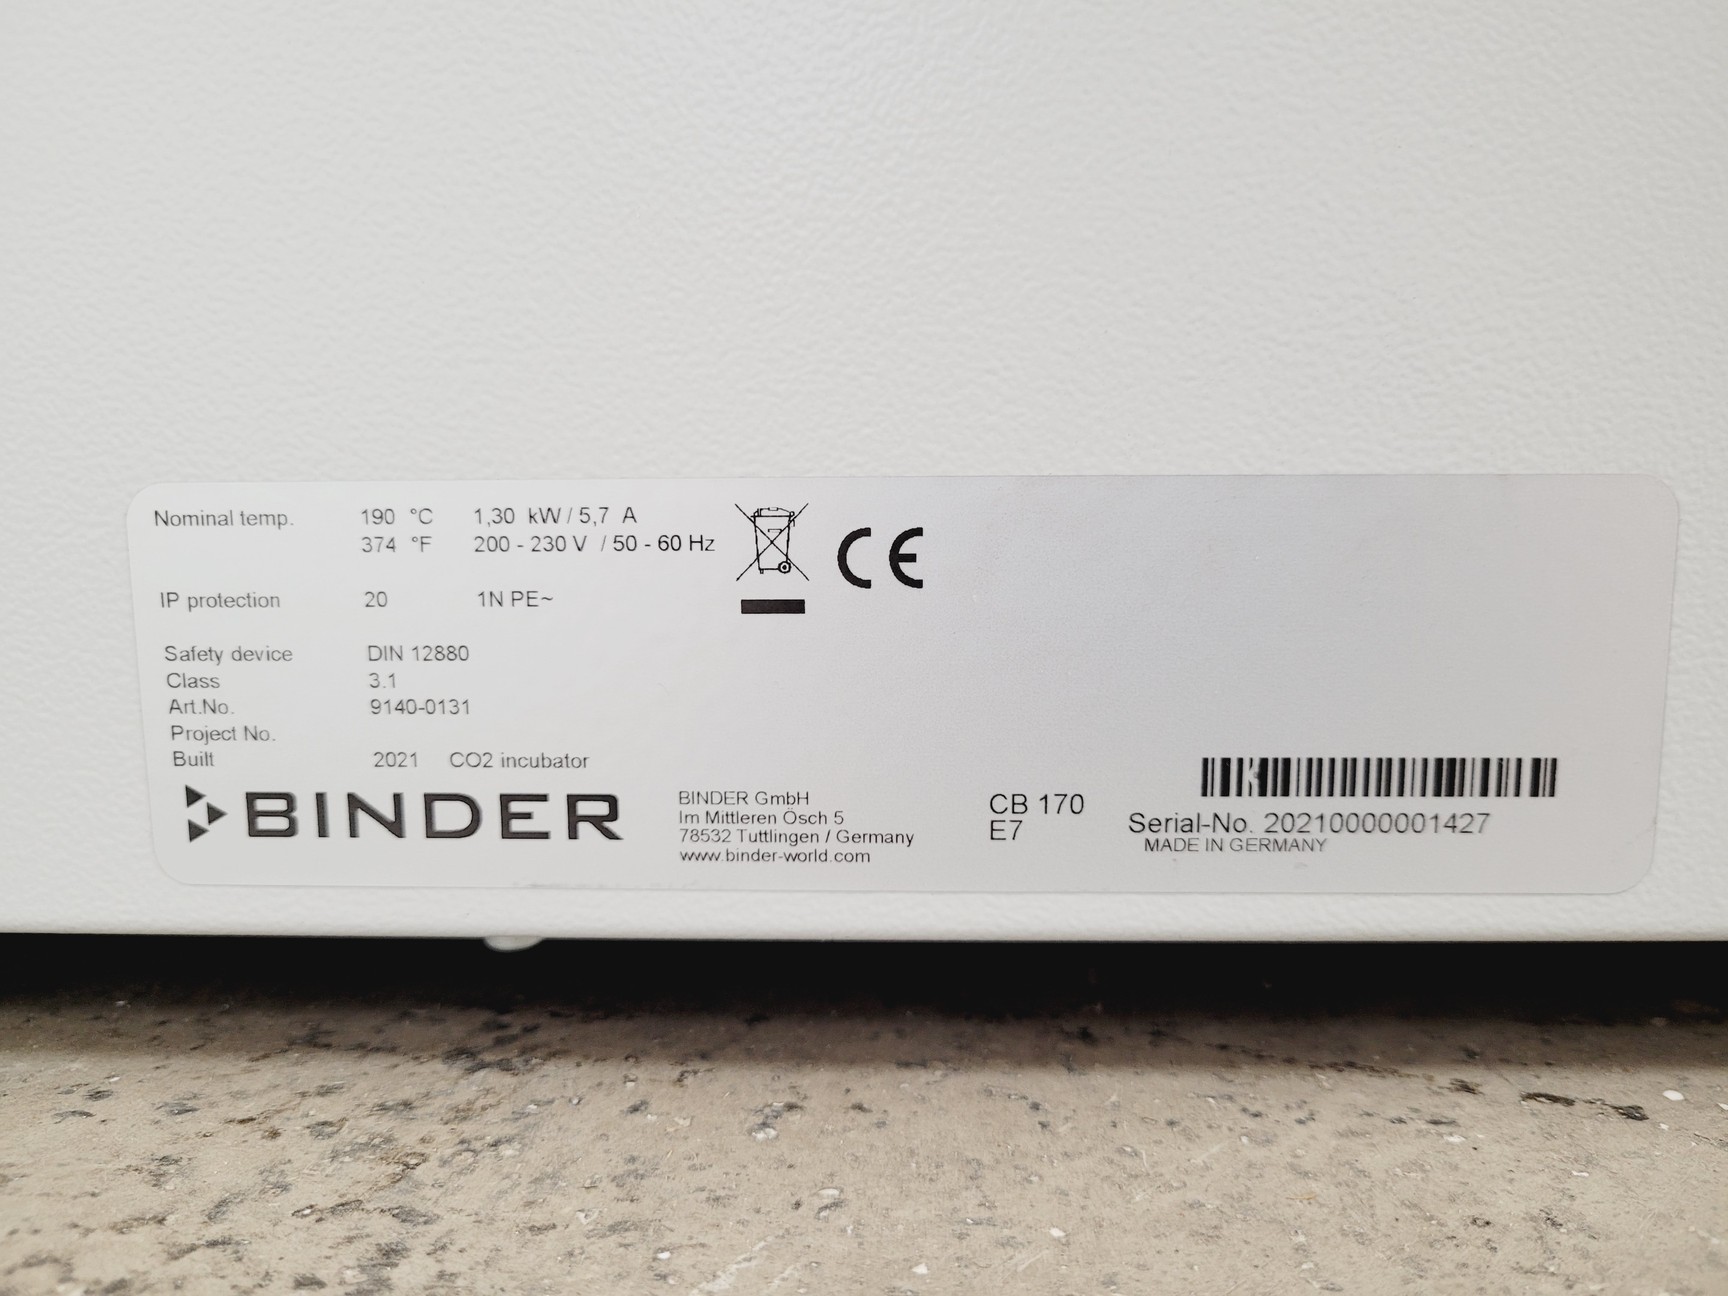 Nominal temp. 190 °C 1,30 kW / 5,7 A
374 °F 200 - 230 V / 50 - 60 Hz
IP protection 20 1N PE~
CE
Safety device DIN 12880
Class 3.1
Art.No. 9140-0131
Project No.
Built 2021 CO2 incubator
BINDER
BINDER GmbH
Im Mittleren Ösch 5
78532 Tuttlingen / Germany
www.binder-world.com
CB 170
E7
Serial-No. 20210000001427
MADE IN GERMANY